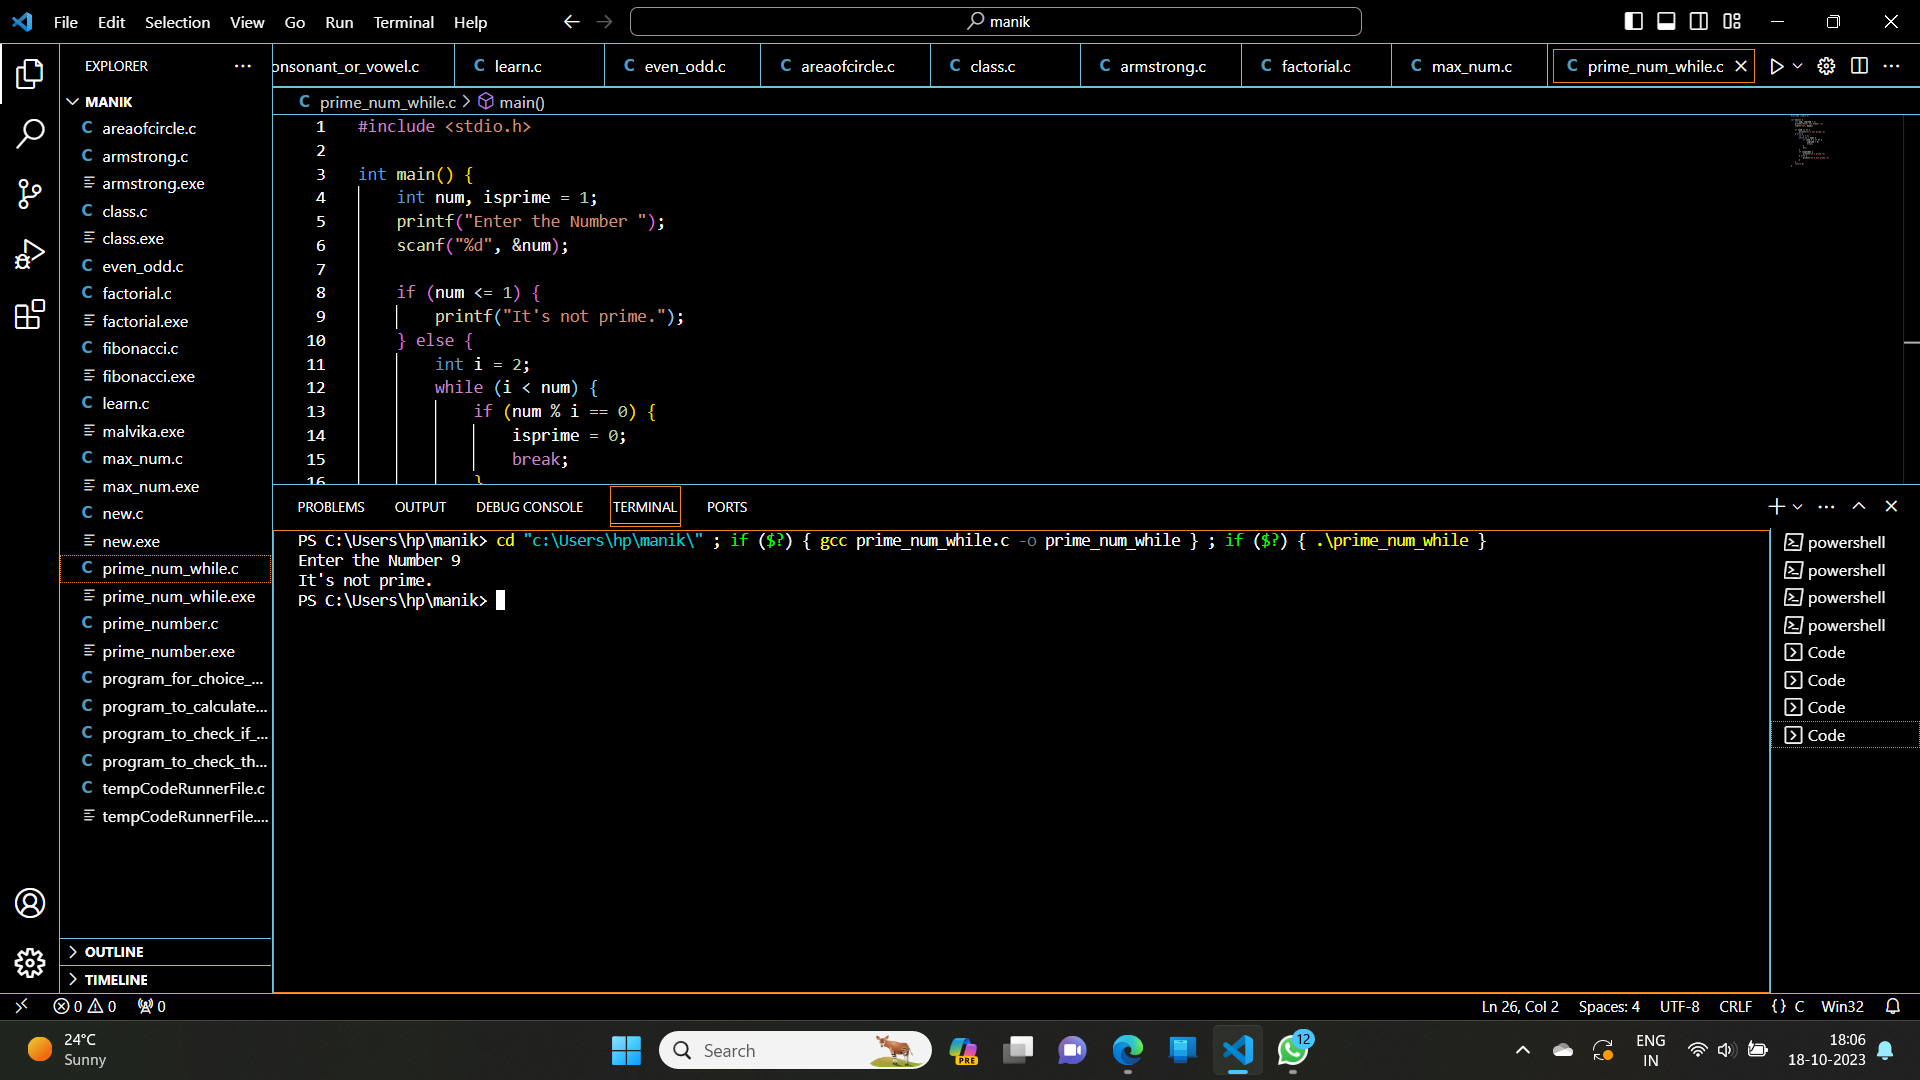 File Edit Selection View Go Run Terminal Help
manik
EXPLORER
MANIK
areaofcircle.c
armstrong.c
armstrong.exe
class.c
class.exe
even_odd.c
factorial.c
factorial.exe
fibonacci.c
fibonacci.exe
learn.c
malvika.exe
max_num.c
max_num.exe
new.c
new.exe
prime_num_while.c
prime_num_while.exe
prime_number.c
prime_number.exe
program_for_choice_...
program_to_calculate...
program_to_check_if_...
program_to_check_th...
tempCodeRunnerFile.c
tempCodeRunnerFile....
OUTLINE
TIMELINE
onsonant_or_vowel.c
C learn.c
C even_odd.c
C areaofcircle.c
C class.c
C armstrong.c
C factorial.c
C max_num.c
C prime_num_while.c
C prime_num_while.c > main()
1 #include <stdio.h>
2
3 int main() {
4 int num, isprime = 1;
5 printf("Enter the Number ");
6 scanf("%d", &num);
7
8 if (num <= 1) {
9 printf("It's not prime.");
10 } else {
11 int i = 2;
12 while (i < num) {
13 if (num % i == 0) {
14 isprime = 0;
15 break;
16 }
PROBLEMS OUTPUT DEBUG CONSOLE TERMINAL PORTS
PS C:\Users\hp\manik> cd "c:\Users\hp\manik\" ; if ($?) { gcc prime_num_while.c -o prime_num_while } ; if ($?) { .\prime_num_while }
Enter the Number 9
It's not prime.
PS C:\Users\hp\manik>
powershell
powershell
powershell
powershell
Code
Code
Code
Code
0 0 0
Ln 26, Col 2 Spaces: 4 UTF-8 CRLF {} C Win32
24°C
Sunny
Search
PRE
12
ENG
IN
18:06
18-10-2023